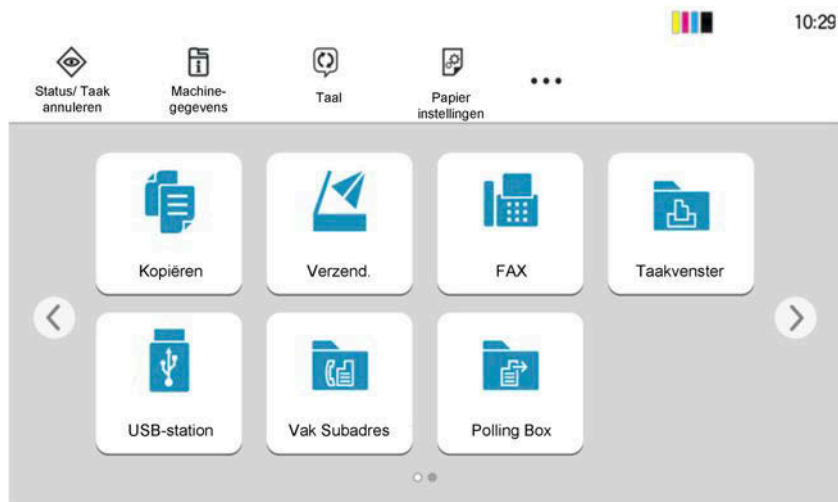 10:29
Status/ Taak
annuleren
Machine-
gegevens
Taal
Papier
instellingen
Kopiëren
Verzend.
FAX
Taakvenster
USB-station
Vak Subadres
Polling Box